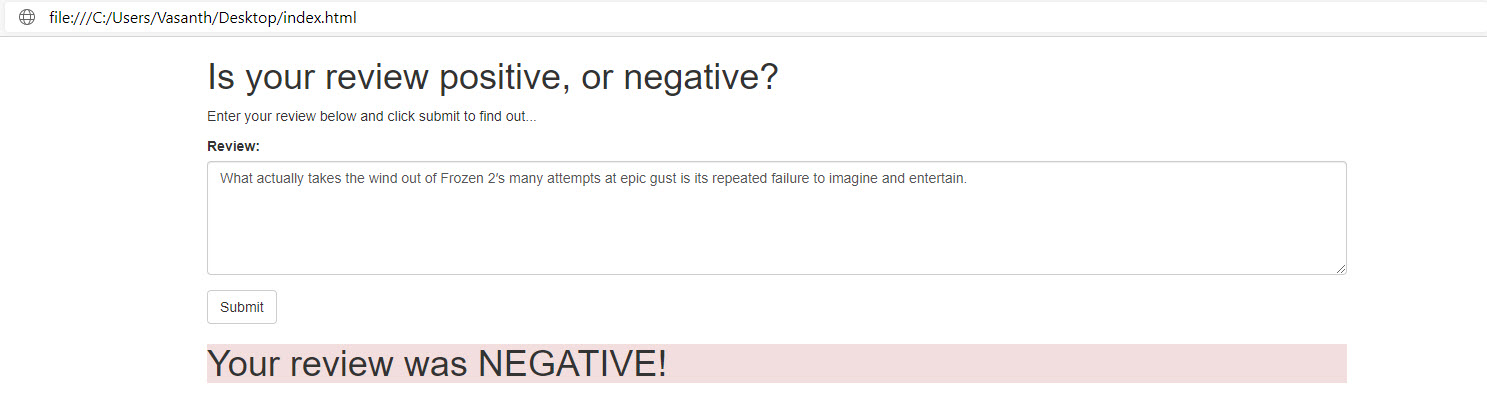 file:///C:/Users/Vasanth/Desktop/index.html
Is your review positive, or negative?
Enter your review below and click submit to find out...
Review:
What actually takes the wind out of Frozen 2's many attempts at epic gust is its repeated failure to imagine and entertain.
Submit
Your review was NEGATIVE!